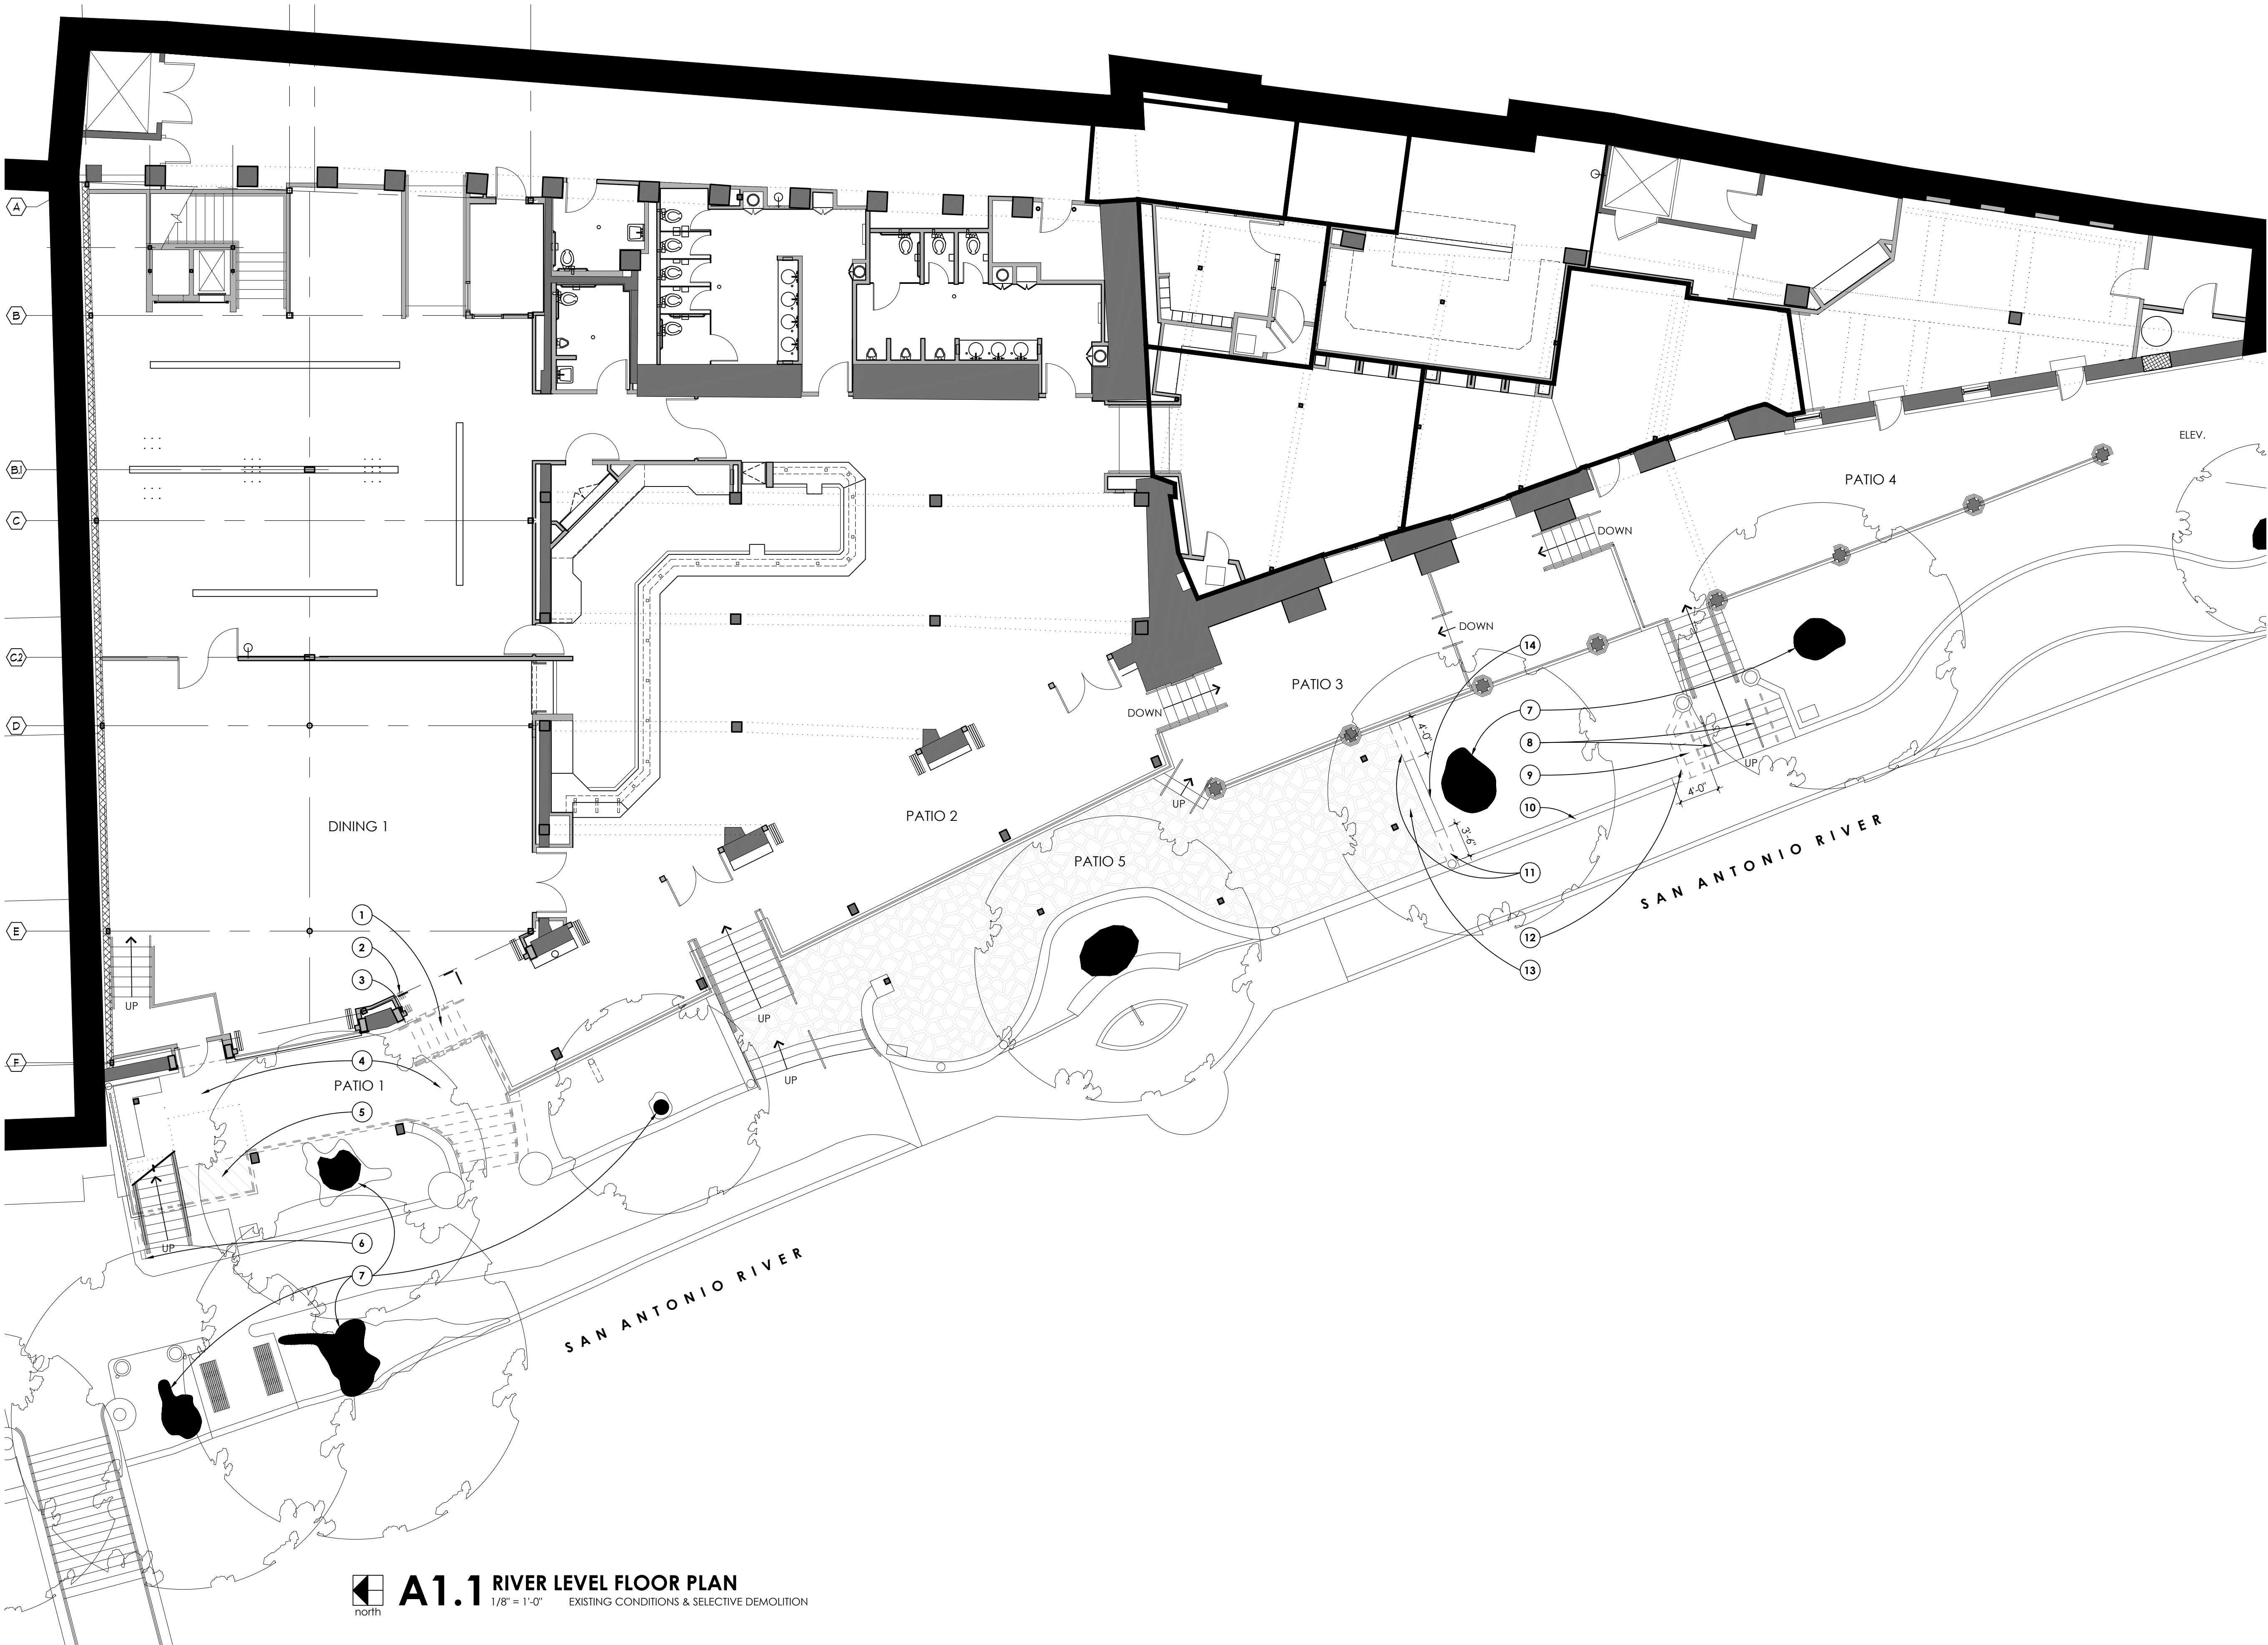 A
B
B.1
C
C.2
D
E
F
ELEV.
PATIO 4
DOWN
DOWN
14
PATIO 3
DOWN
7
4'-0"
8
UP
9
4'-0"
UP
10
3'-6"
PATIO 2
DINING 1
PATIO 5
11
SAN ANTONIO RIVER
12
13
1
2
3
UP
UP
UP
4
PATIO 1
5
UP
6
7
SAN ANTONIO RIVER
north
A1.1 RIVER LEVEL FLOOR PLAN
1/8" = 1'-0" EXISTING CONDITIONS & SELECTIVE DEMOLITION